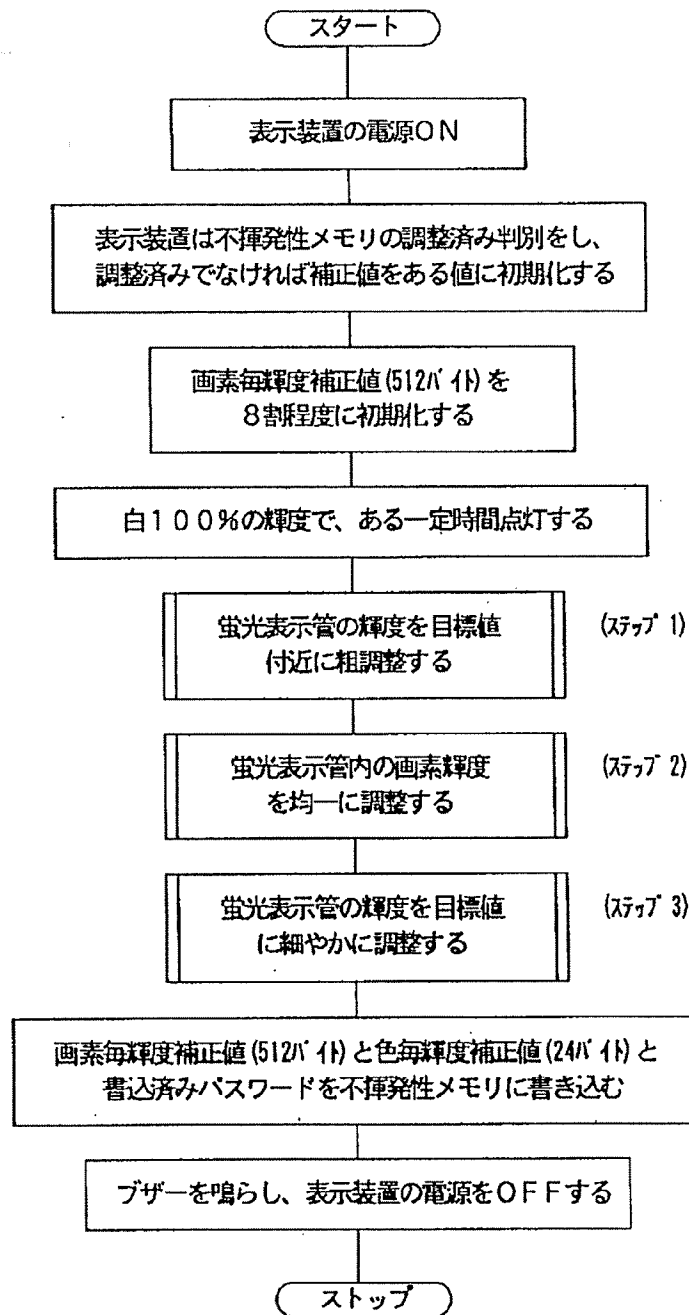 スタート
表示装置の電源ON
表示装置は不揮発性メモリの調整済み判別をし、
調整済みでなければ補正値をある値に初期化する
画素毎輝度補正値(512バイト)を
8割程度に初期化する
白100%の輝度で、ある一定時間点灯する
蛍光表示管の輝度を目標値
付近に粗調整する
(ステップ1)
蛍光表示管内の画素輝度
を均一に調整する
(ステップ2)
蛍光表示管の輝度を目標値
に細やかに調整する
(ステップ3)
画素毎輝度補正値(512バイト)と色毎輝度補正値(24バイト)と
書込済みパスワードを不揮発性メモリに書き込む
ブザーを鳴らし、表示装置の電源をOFFする
ストップ